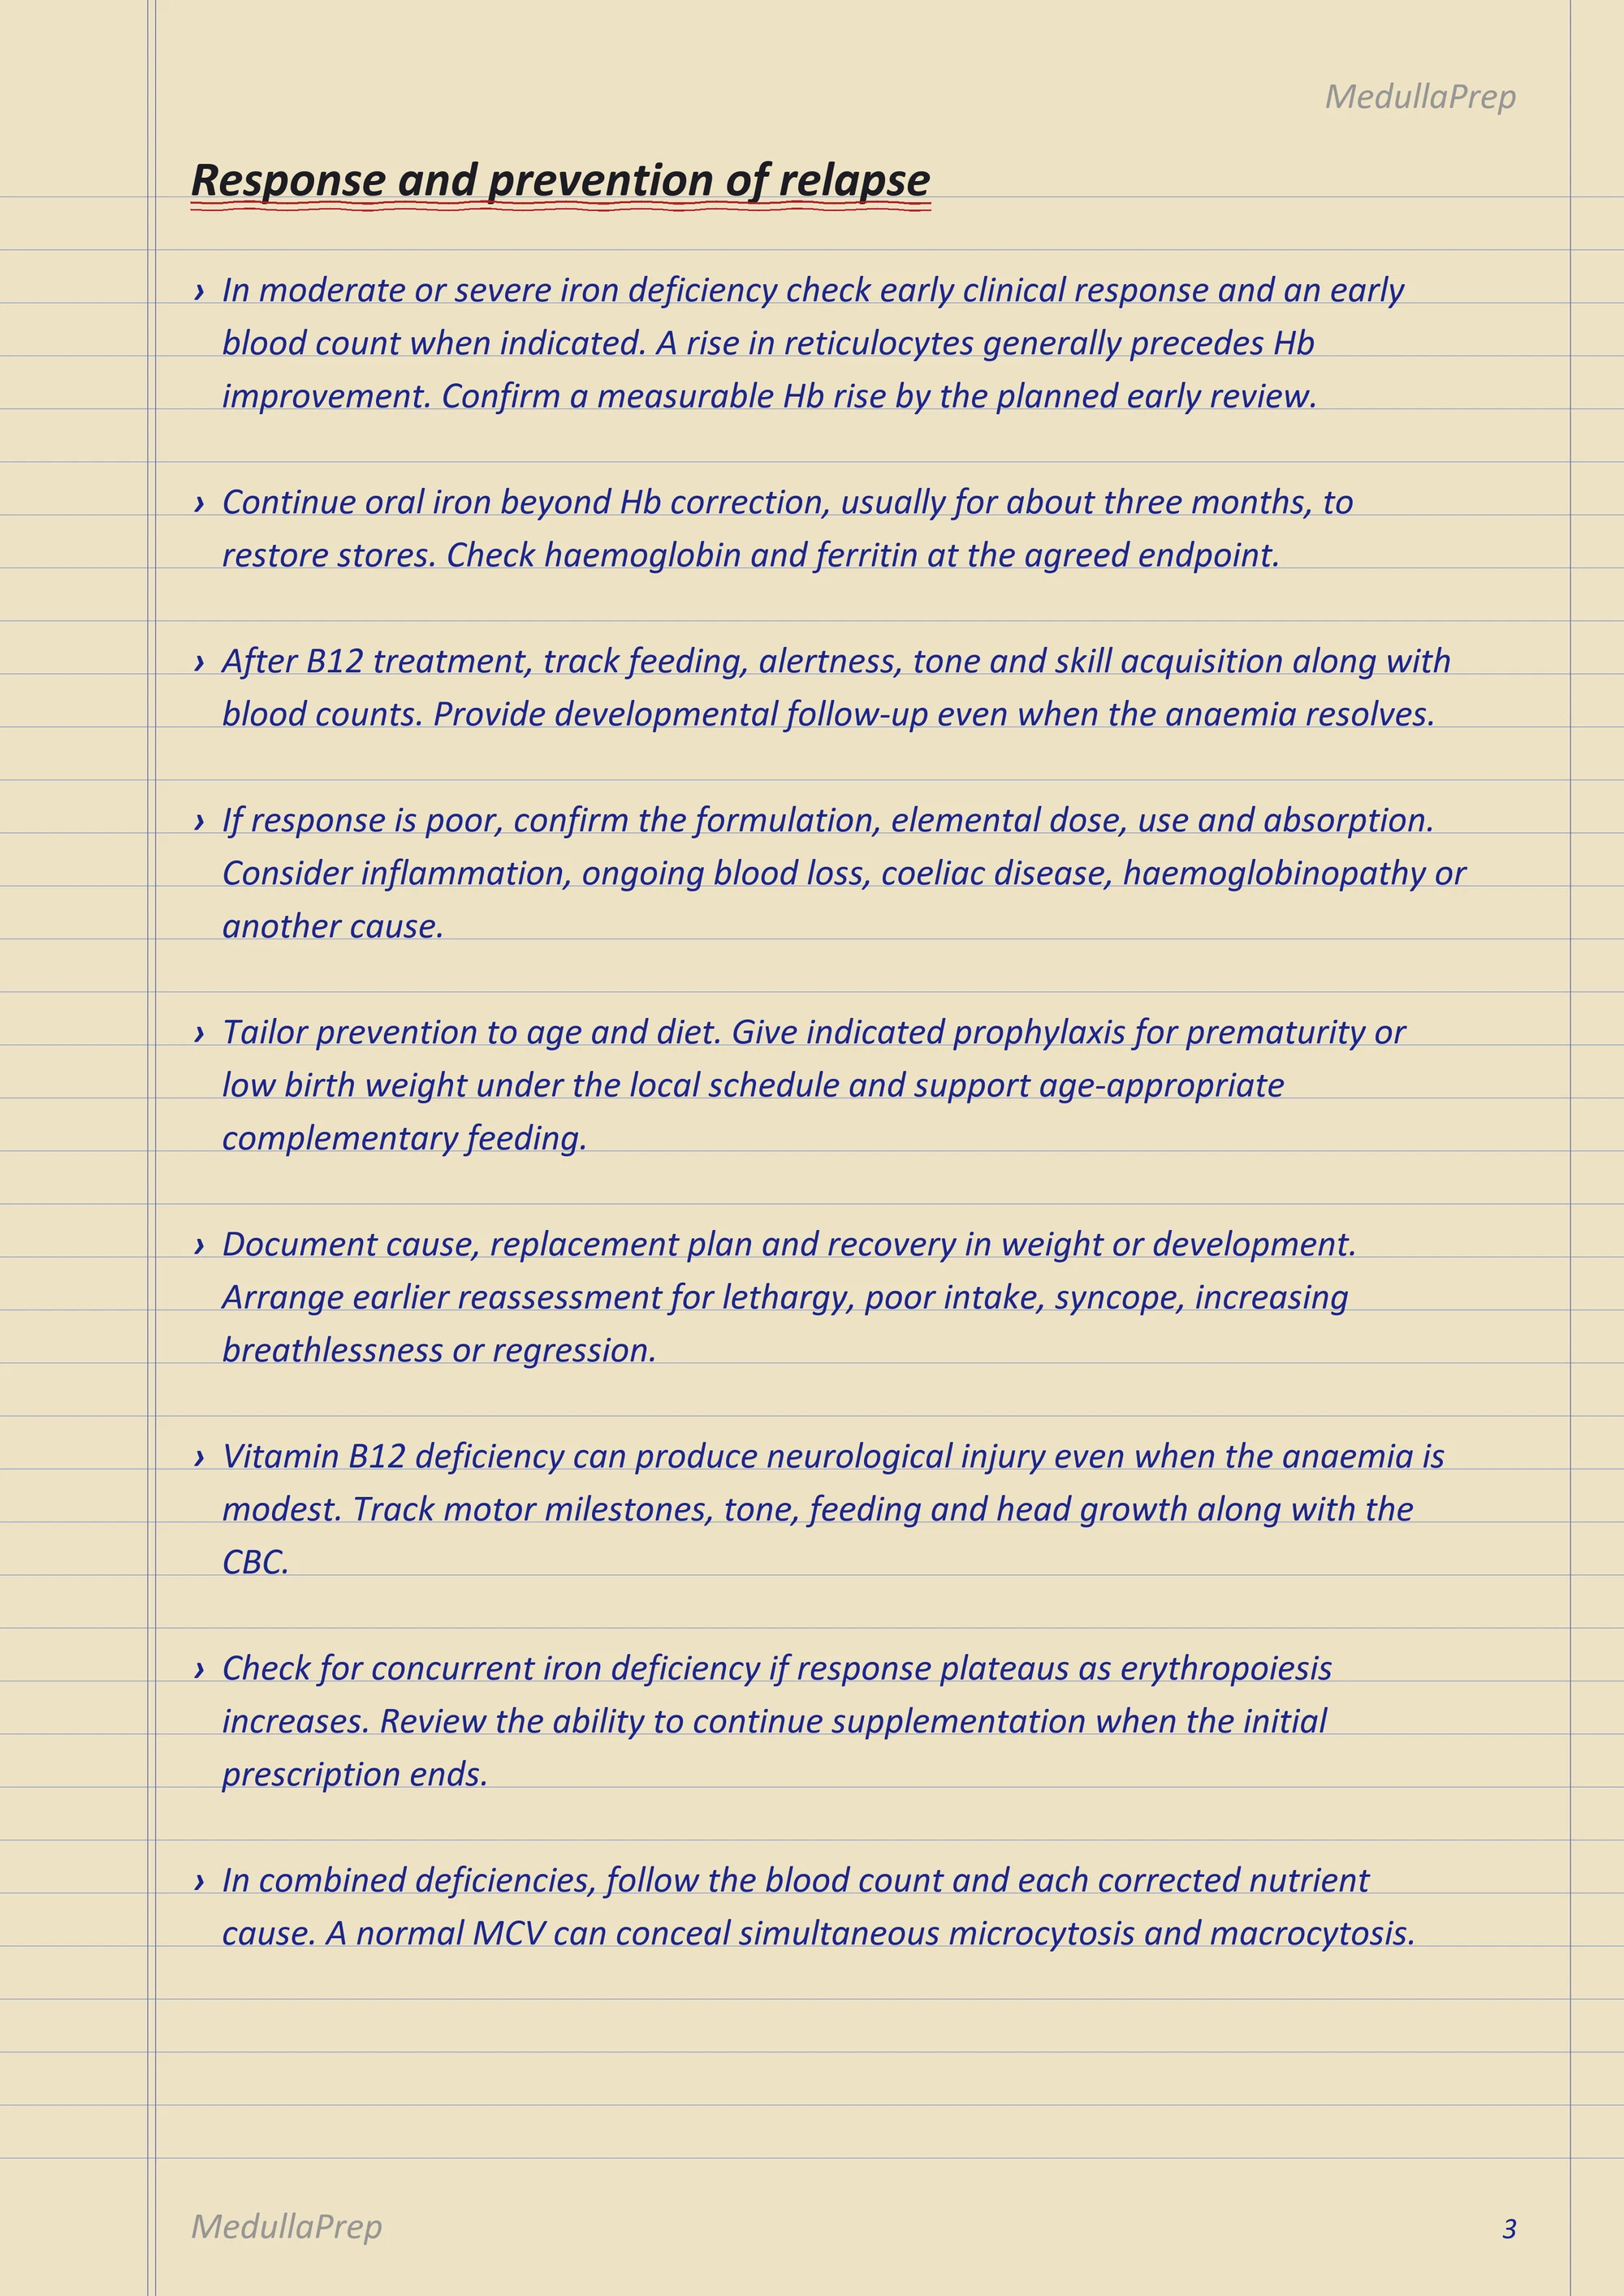 MedullaPrep
Response and prevention of relapse
› In moderate or severe iron deficiency check early clinical response and an early
blood count when indicated. A rise in reticulocytes generally precedes Hb
improvement. Confirm a measurable Hb rise by the planned early review.
› Continue oral iron beyond Hb correction, usually for about three months, to
restore stores. Check haemoglobin and ferritin at the agreed endpoint.
› After B12 treatment, track feeding, alertness, tone and skill acquisition along with
blood counts. Provide developmental follow-up even when the anaemia resolves.
› If response is poor, confirm the formulation, elemental dose, use and absorption.
Consider inflammation, ongoing blood loss, coeliac disease, haemoglobinopathy or
another cause.
› Tailor prevention to age and diet. Give indicated prophylaxis for prematurity or
low birth weight under the local schedule and support age-appropriate
complementary feeding.
› Document cause, replacement plan and recovery in weight or development.
Arrange earlier reassessment for lethargy, poor intake, syncope, increasing
breathlessness or regression.
› Vitamin B12 deficiency can produce neurological injury even when the anaemia is
modest. Track motor milestones, tone, feeding and head growth along with the
CBC.
› Check for concurrent iron deficiency if response plateaus as erythropoiesis
increases. Review the ability to continue supplementation when the initial
prescription ends.
› In combined deficiencies, follow the blood count and each corrected nutrient
cause. A normal MCV can conceal simultaneous microcytosis and macrocytosis.
MedullaPrep
3